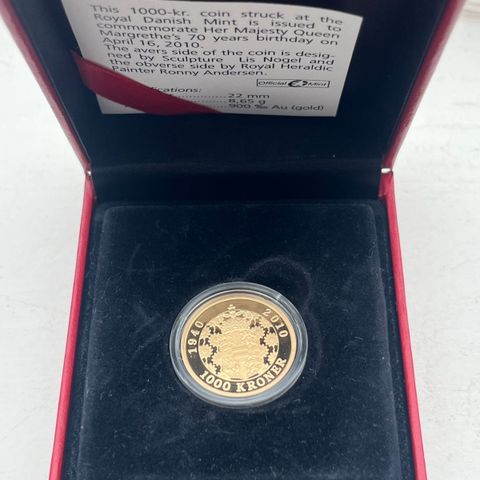 This 1000-kr. coin struck at the
Royal Danish Mint is issued to
commemorate Her Majesty Queen
Margrethe's 70 years birthday on
April 16, 2010.
The avers side of the coin is desig-
ned by Sculpture Lis Nogel and
the obverse side by Royal Heraldic
Painter Ronny Andersen.
Official Mint
cifications:
22 mm
8,65 g
900 ‰ Au (gold)
1940 2010
1000 KRONER